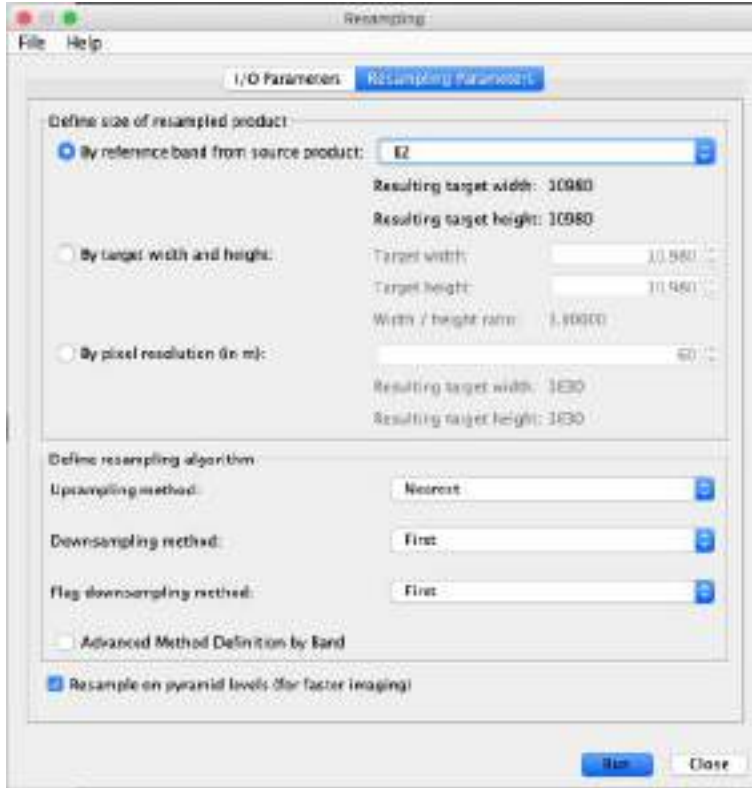 Resampling
File Help
I/O Parameters Resampling Parameters
Define size of resampled product
By reference band from source product: B2
Resulting target width: 10980
Resulting target height: 10980
By target width and height:
Target width: 10.980
Target height: 10.980
Width / height ratio: 1.00000
By pixel resolution (in m): 60
Resulting target width: 1830
Resulting target height: 1830
Define resampling algorithm
Upsampling method: Nearest
Downsampling method: First
Flag downsampling method: First
Advanced Method Definition by Band
Resample on pyramid levels (for faster imaging)
Run Close